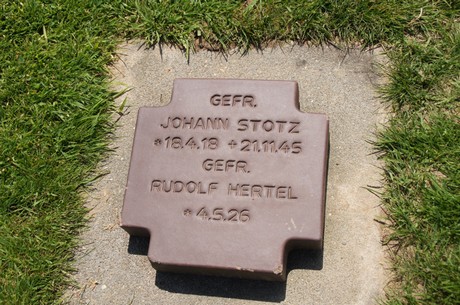 GEFR.
JOHANN STOTZ
*18.4.18 +21.11.45
GEFR.
RUDOLF HERTEL
*4.5.26